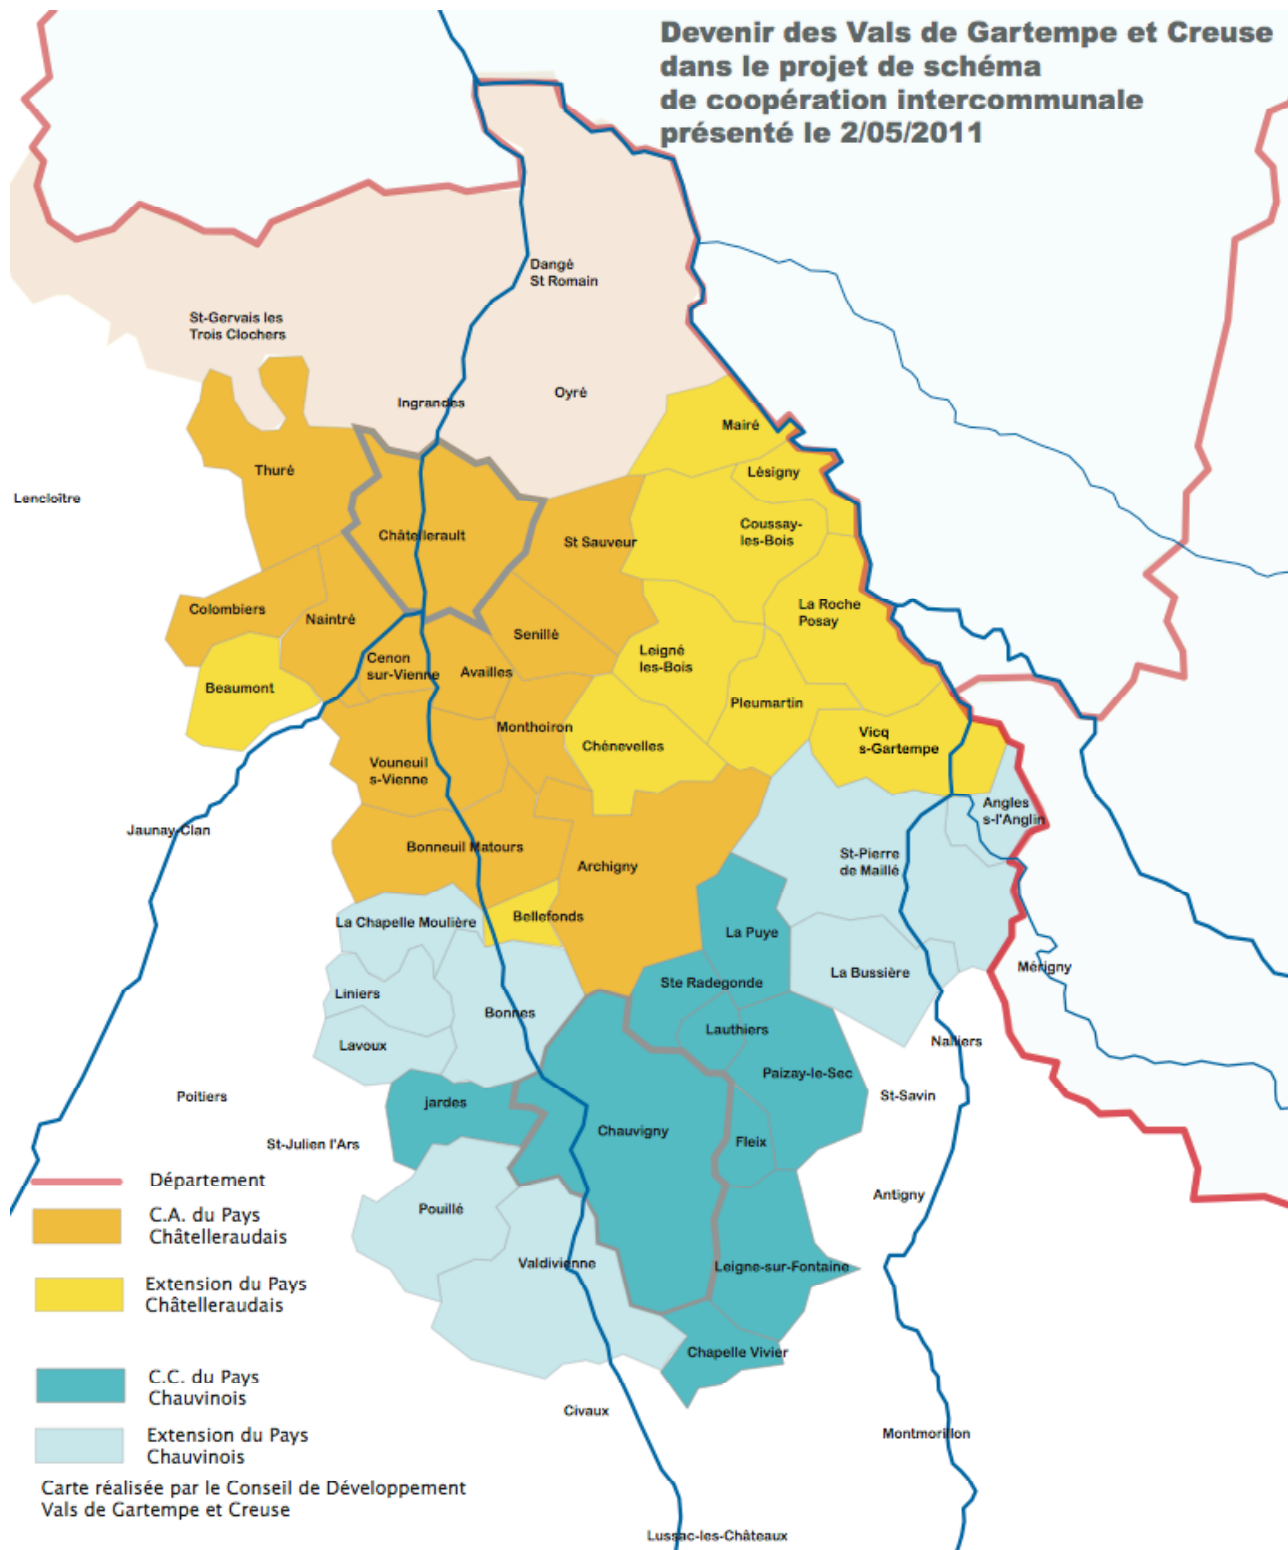 Devenir des Vals de Gartempe et Creuse
dans le projet de schéma
de coopération intercommunale
présenté le 2/05/2011
Dangé
St Romain
St-Gervais les
Trois Clochers
Oyré
Ingrandes
Mairé
Thuré
Lésigny
Lencloître
Coussay-
les-Bois
Châtellerault
St Sauveur
La Roche
Posay
Colombiers
Naintré
Senillé
Leigné
les-Bois
Cenon
sur-Vienne
Availles
Beaumont
Pleumartin
Monthoiron
Vicq
s-Gartempe
Chénevelles
Vouneuil
s-Vienne
Angles
s-l'Anglin
Jaunay-Clan
Bonneuil Matours
St-Pierre
de Maillé
Archigny
La Chapelle Moulière
Bellefonds
La Puye
Mérigny
La Bussière
Ste Radegonde
Liniers
Bonnes
Lauthiers
Nalliers
Lavoux
Paizay-le-Sec
Poitiers
St-Savin
jardes
Chauvigny
Fleix
St-Julien l'Ars
Antigny
Pouillé
Valdivienne
Leigne-sur-Fontaine
Chapelle Vivier
Civaux
Montmorillon
Lussac-les-Châteaux
Département
C.A. du Pays
Châtelleraudais
Extension du Pays
Châtelleraudais
C.C. du Pays
Chauvinois
Extension du Pays
Chauvinois
Carte réalisée par le Conseil de Développement
Vals de Gartempe et Creuse